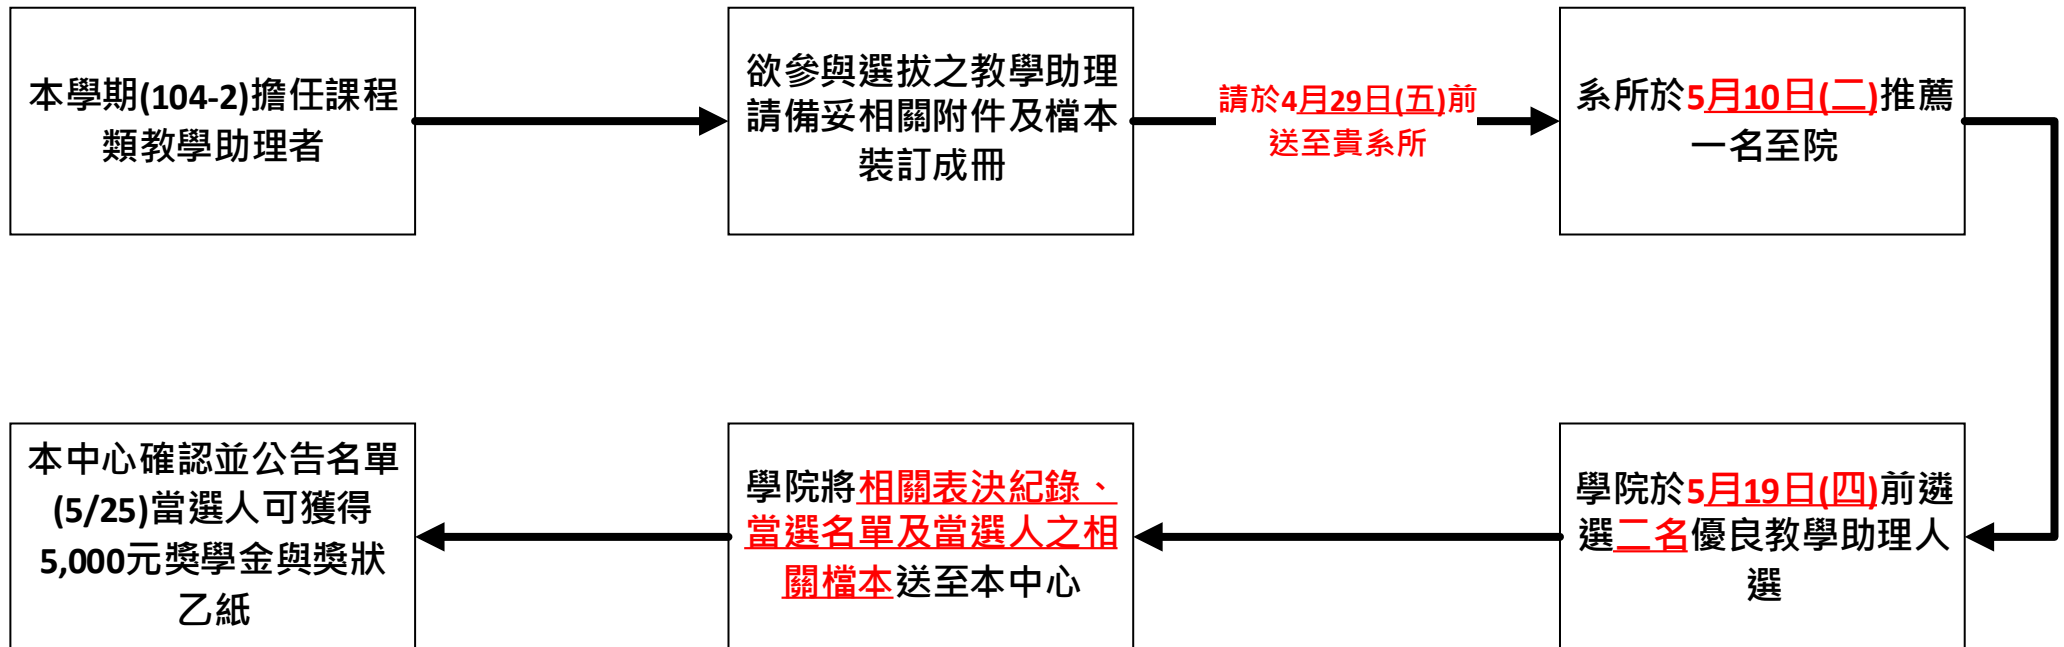 本學期(104-2)擔任課程
類教學助理者
欲參與選拔之教學助理
請備妥相關附件及檔本
裝訂成冊
請於4月29日(五)前
送至貴系所
系所於5月10日(二)推薦
一名至院
學院於5月19日(四)前遴
選二名優良教學助理人
選
學院將相關表決紀錄、
當選名單及當選人之相
關檔本送至本中心
本中心確認並公告名單
(5/25)當選人可獲得
5,000元獎學金與獎狀
乙紙